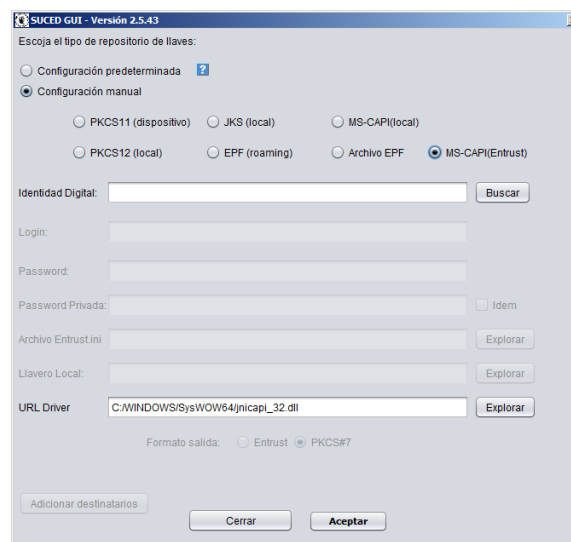 SUCED GUI - Versión 2.5.43
Escoja el tipo de repositorio de llaves:
Configuración predeterminada ?
Configuración manual
PKCS11 (dispositivo) JKS (local) MS-CAPI(local)
PKCS12 (local) EPF (roaming) Archivo EPF MS-CAPI(Entrust)
Identidad Digital: Buscar
Login:
Password:
Password Privada: Idem
Archivo Entrust.ini Explorar
Llavero Local: Explorar
URL Driver C:/WINDOWS/SysWOW64/jnicapi_32.dll Explorar
Formato salida: Entrust PKCS#7
Adicionar destinatarios
Cerrar Aceptar